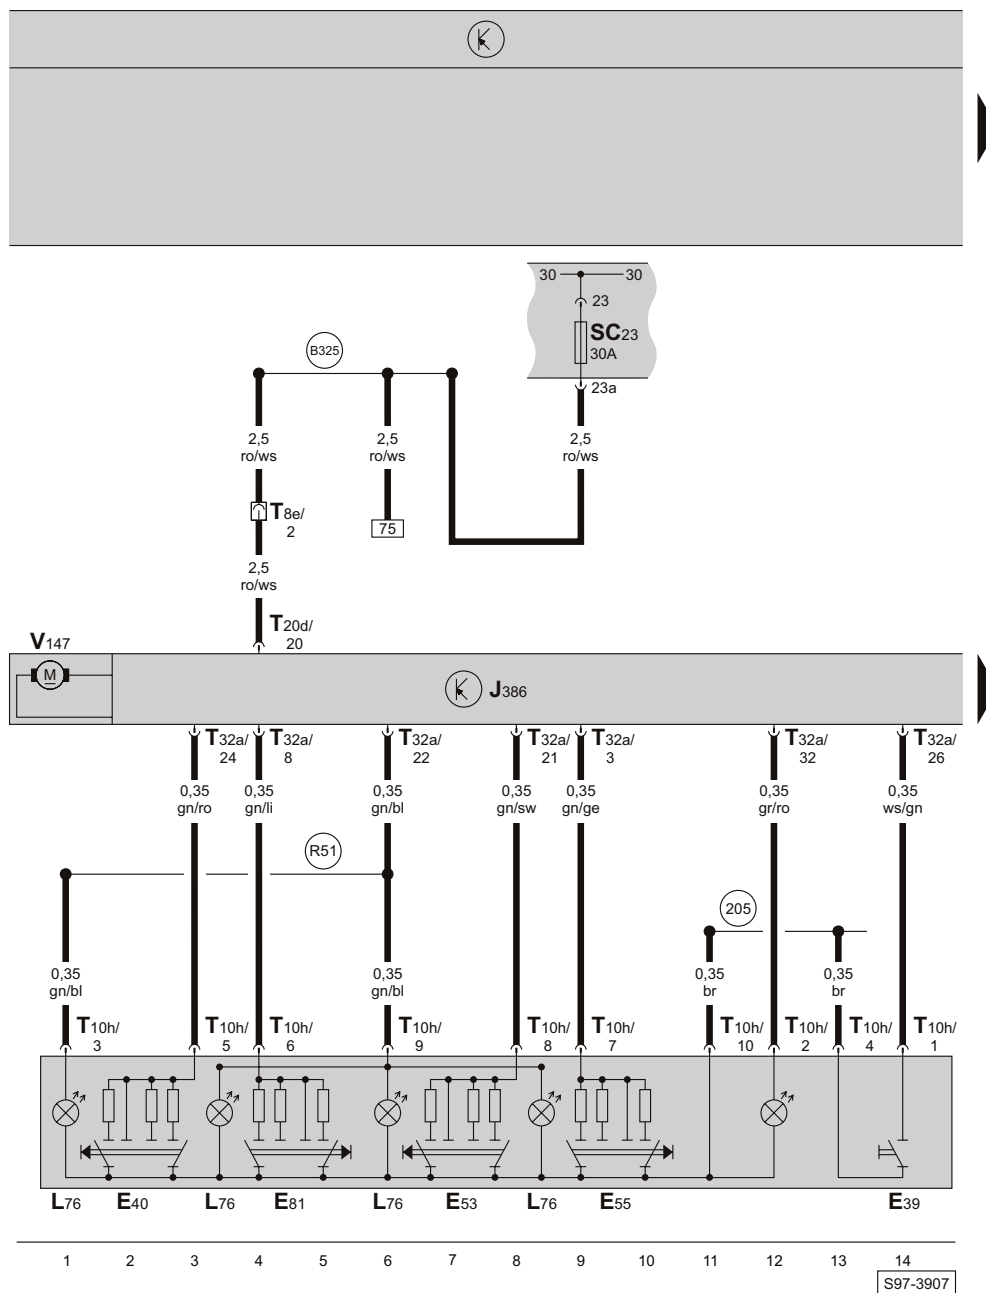 30 30
23
SC23
30A
23a
B325
2,5 2,5 2,5
ro/ws ro/ws ro/ws
T8e/
2
75
2,5
ro/ws
T20d/
20
V147
M
J386
T32a/ T32a/ T32a/ T32a/ T32a/ T32a/ T32a/
24 8 22 21 3 32 26
0,35 0,35 0,35 0,35 0,35 0,35 0,35
gn/ro gn/li gn/bl gn/sw gn/ge gr/ro ws/gn
R51
205
0,35 0,35 0,35 0,35
gn/bl gn/bl br br
T10h/ T10h/ T10h/ T10h/ T10h/ T10h/ T10h/ T10h/ T10h/ T10h/
3 5 6 9 8 7 10 2 4 1
L76 E40 L76 E81 L76 E53 L76 E55 E39
1 2 3 4 5 6 7 8 9 10 11 12 13 14
S97-3907